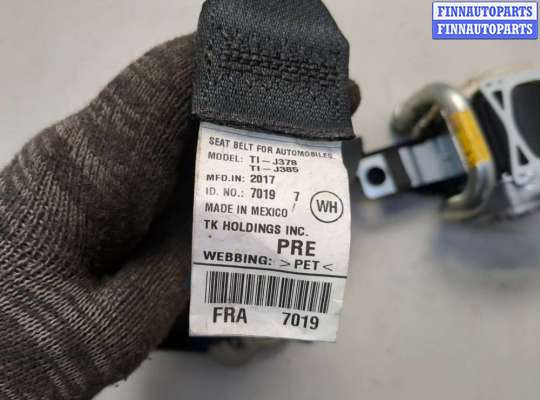 FINNAUTOPARTS
FINNAUTOPARTS
SEAT BELT FOR AUTOMOBILES
MODEL: TI-J378
TI-J385
MFD.IN: 2017
ID. NO.: 7019 7
WH
MADE IN MEXICO
TK HOLDINGS INC.
PRE
WEBBING: >PET<
FRA 7019